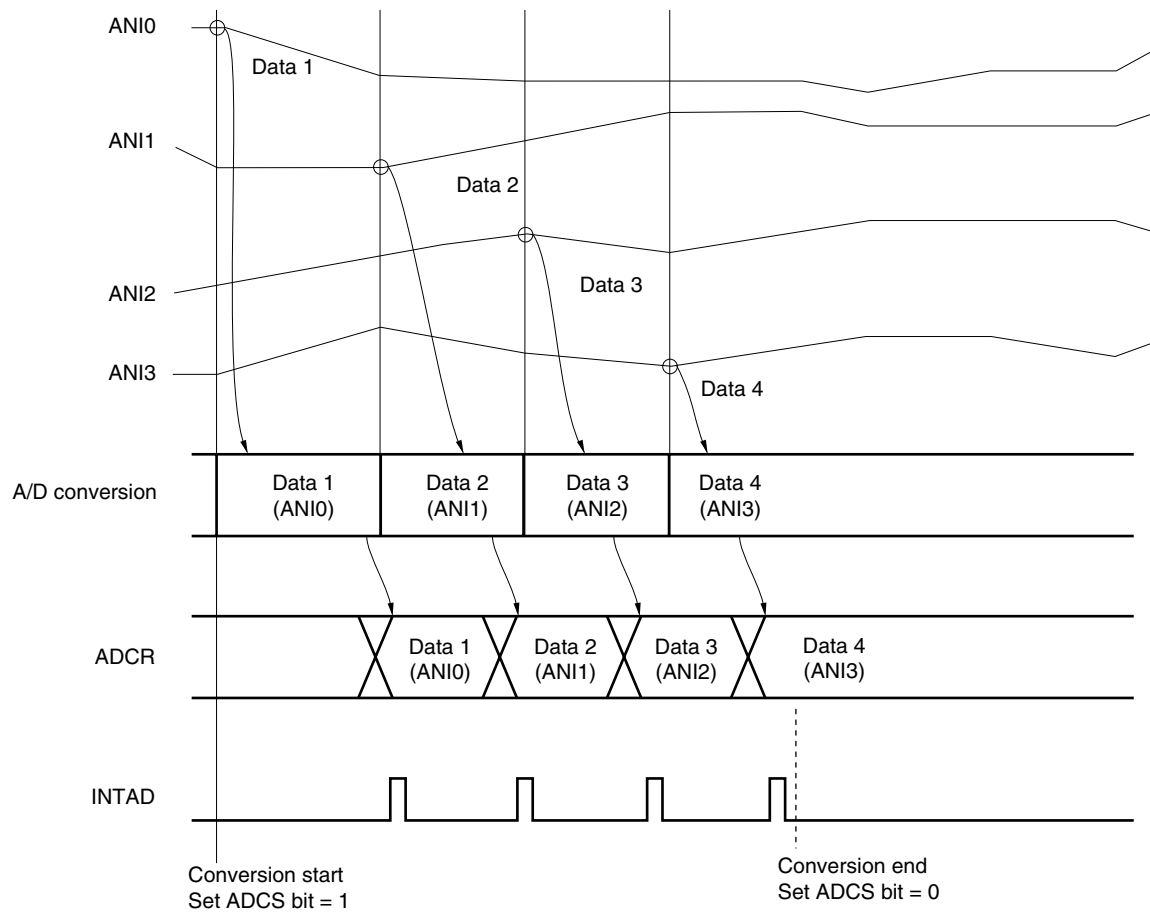 ANI0
Data 1
ANI1
Data 2
ANI2
Data 3
ANI3
Data 4
A/D conversion
Data 1
(ANI0)
Data 2
(ANI1)
Data 3
(ANI2)
Data 4
(ANI3)
ADCR
Data 1
(ANI0)
Data 2
(ANI1)
Data 3
(ANI2)
Data 4
(ANI3)
INTAD
Conversion start
Set ADCS bit = 1
Conversion end
Set ADCS bit = 0